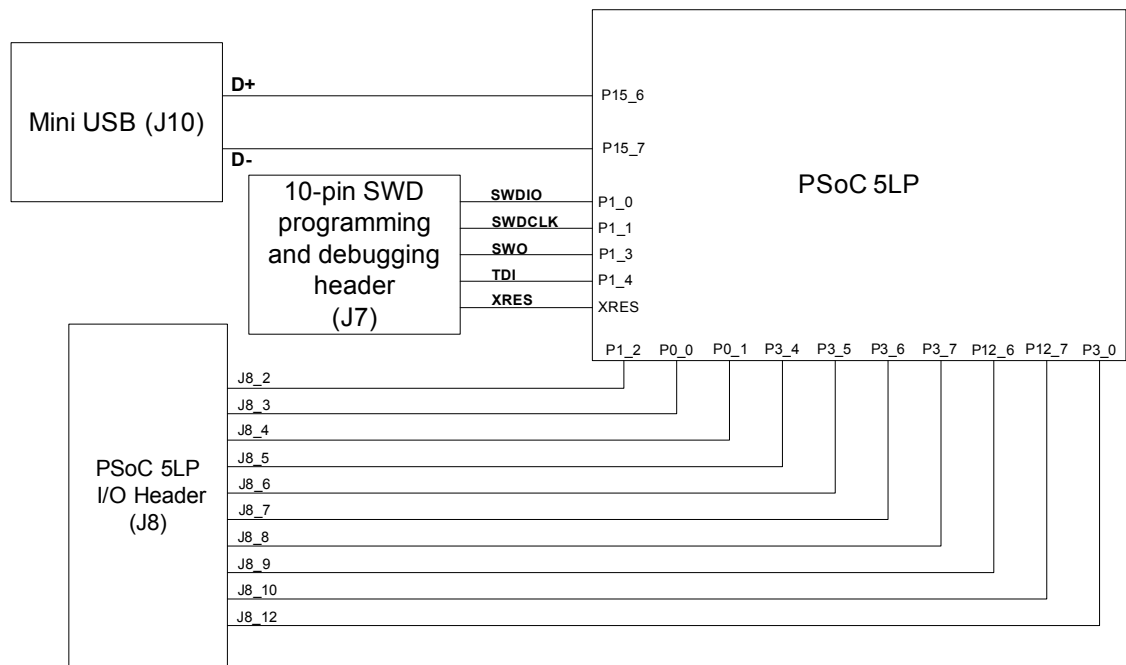 D+
P15_6
Mini USB (J10)
D-
P15_7
PSoC 5LP
10-pin SWD
programming
and debugging
header
(J7)
SWDIO
P1_0
SWDCLK
P1_1
SWO
P1_3
TDI
P1_4
XRES
XRES
P1_2 P0_0 P0_1 P3_4 P3_5 P3_6 P3_7 P12_6 P12_7 P3_0
J8_2
J8_3
J8_4
J8_5
J8_6
J8_7
J8_8
J8_9
J8_10
J8_12
PSoC 5LP
I/O Header
(J8)